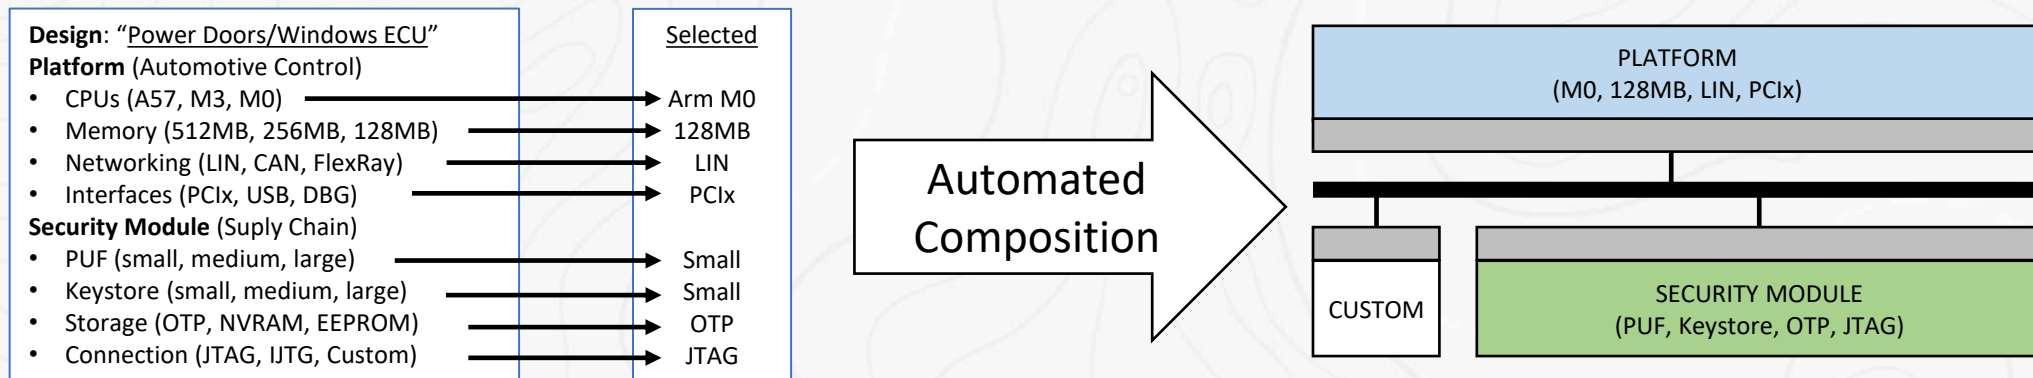 Design: “Power Doors/Windows ECU”
Platform (Automotive Control)
• CPUs (A57, M3, M0)
• Memory (512MB, 256MB, 128MB)
• Networking (LIN, CAN, FlexRay)
• Interfaces (PCIx, USB, DBG)
Security Module (Suply Chain)
• PUF (small, medium, large)
• Keystore (small, medium, large)
• Storage (OTP, NVRAM, EEPROM)
• Connection (JTAG, IJTG, Custom)
Selected
Arm M0
128MB
LIN
PCIx
Small
Small
OTP
JTAG
Automated
Composition
PLATFORM
(M0, 128MB, LIN, PCIx)
CUSTOM
SECURITY MODULE
(PUF, Keystore, OTP, JTAG)